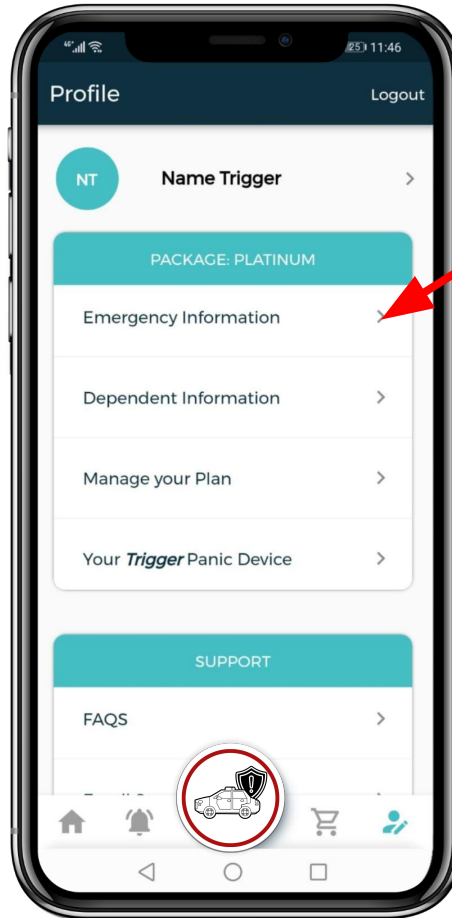 25 11:46
Profile
Logout
NT
Name Trigger
PACKAGE: PLATINUM
Emergency Information
Dependent Information
Manage your Plan
Your Trigger Panic Device
SUPPORT
FAQS